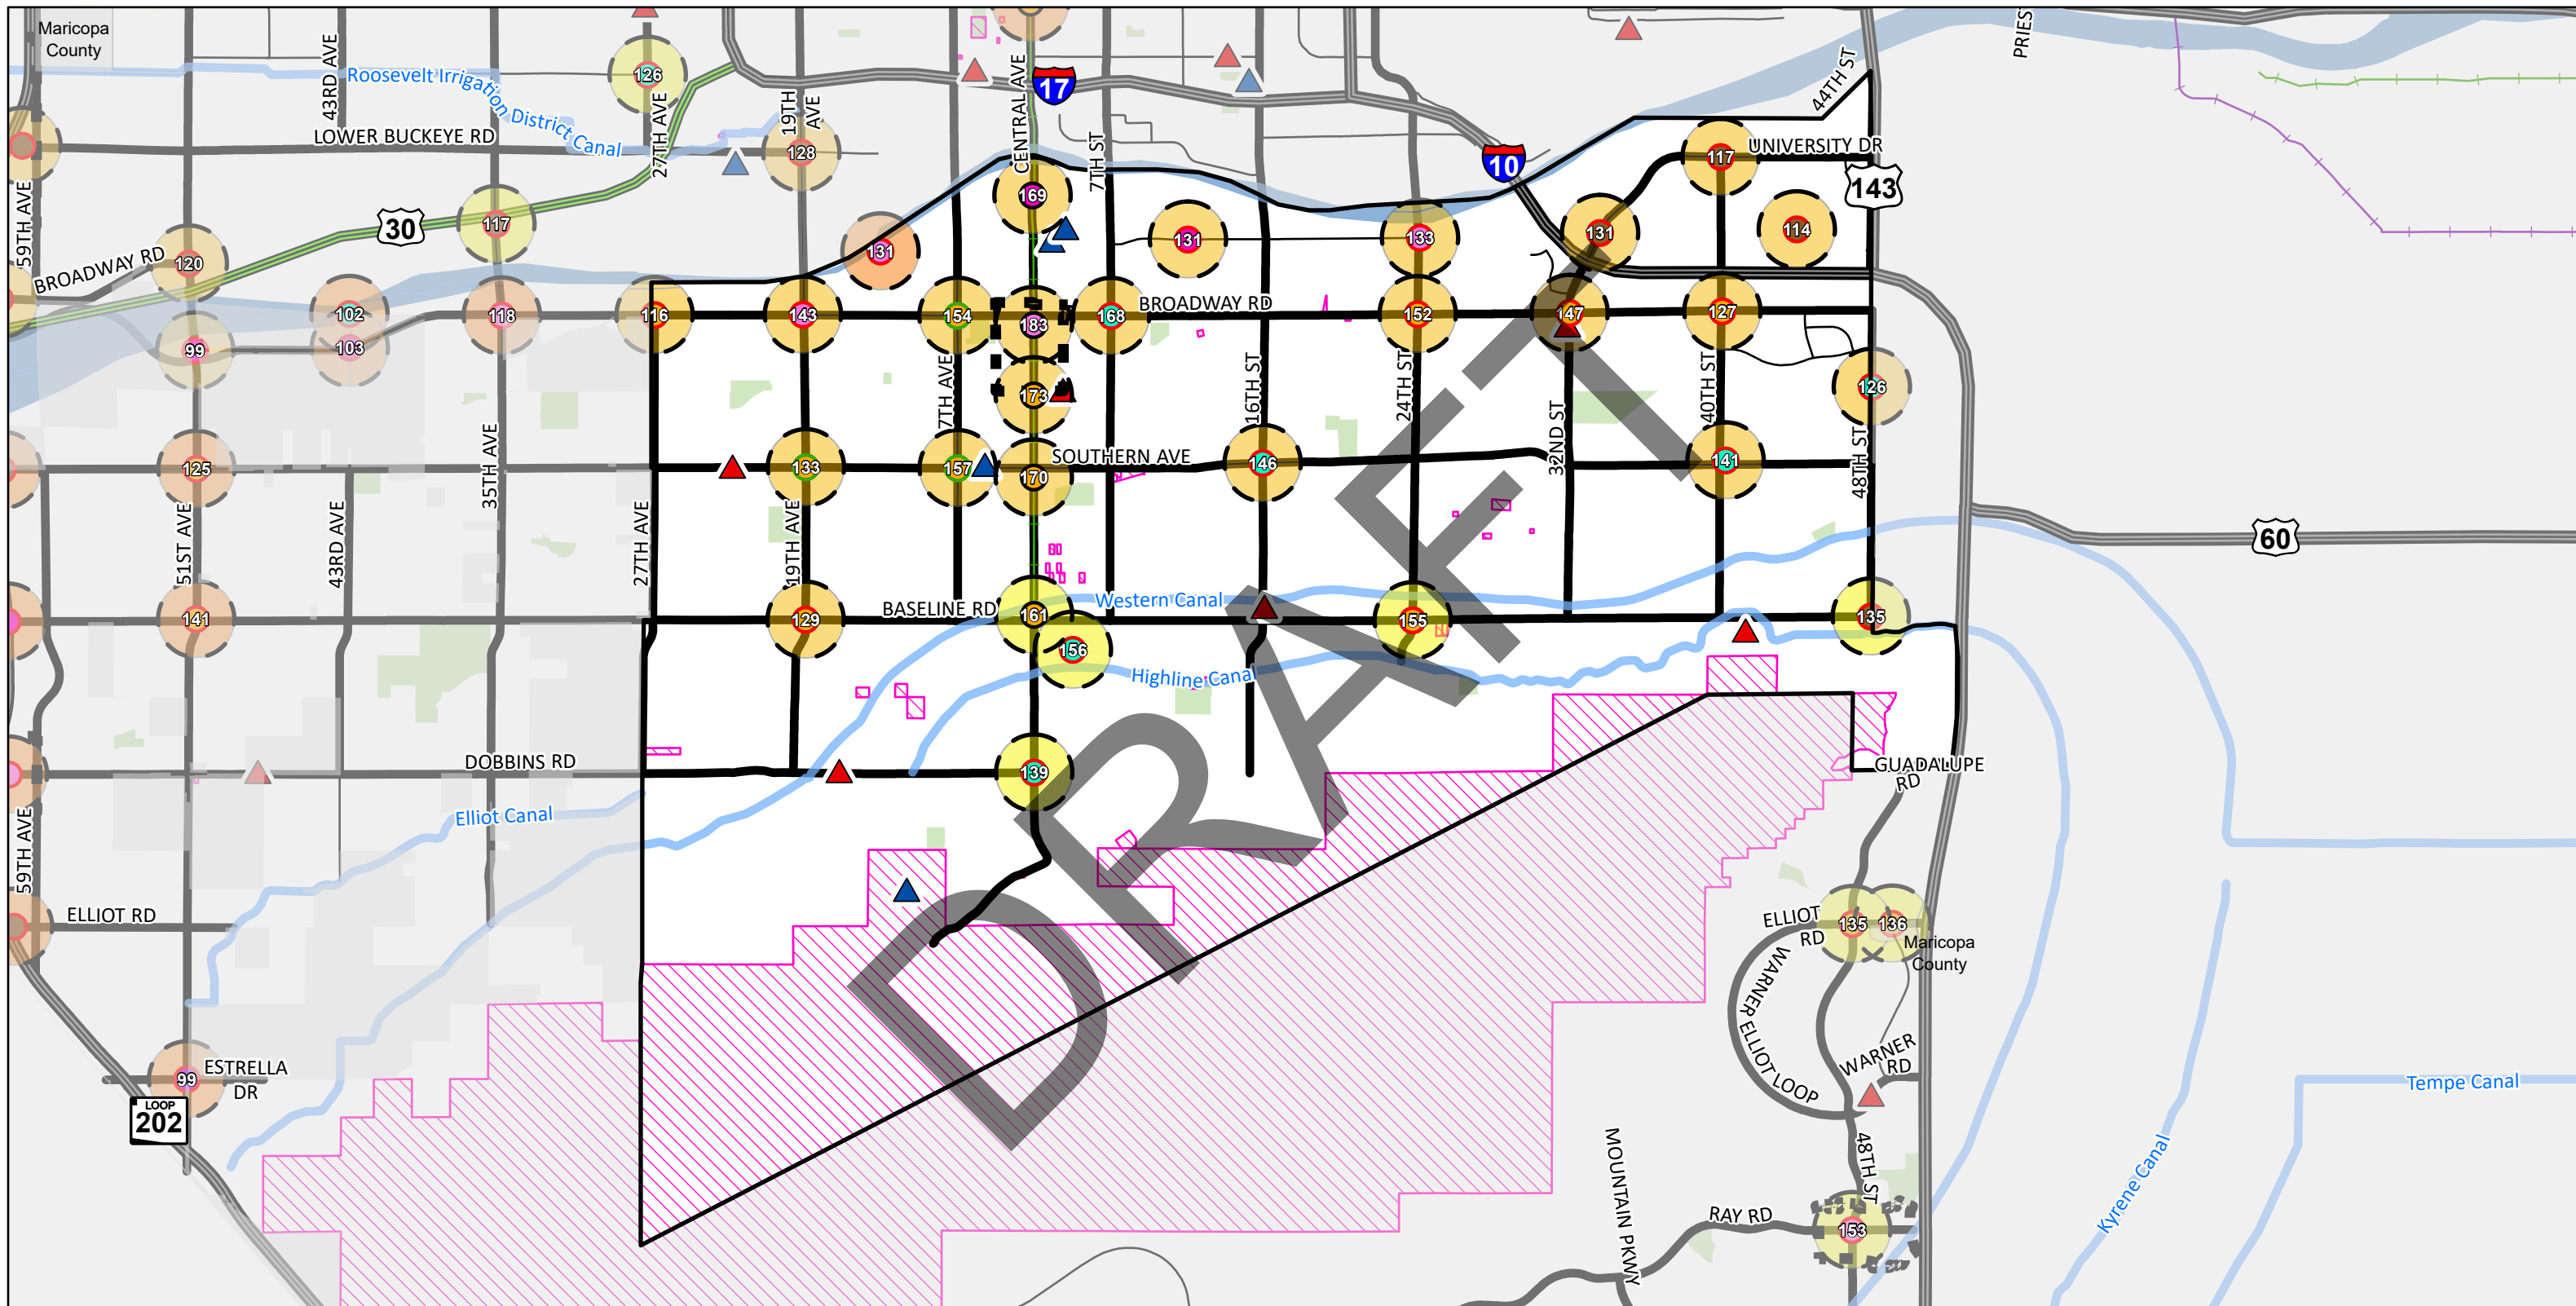 Maricopa
County
43RD AVE
Roosevelt Irrigation District Canal
126
27TH AVE
19TH
AVE
CENTRAL AVE
17
7TH ST
10
44TH ST
PRIEST
LOWER BUCKEYE RD
128
117
UNIVERSITY DR
143
59TH AVE
30
117
169
131
131
133
131
114
BROADWAY RD
120
102
118
116
143
154
183
168
BROADWAY RD
152
147
127
99
103
7TH AVE
173
16TH ST
24TH ST
32ND ST
40TH ST
126
48TH ST
125
35TH AVE
133
157
170
SOUTHERN AVE
146
141
51ST AVE
43RD AVE
27TH AVE
19TH AVE
60
141
129
BASELINE RD
161
Western Canal
155
135
156
Highline Canal
DOBBINS RD
139
GUADALUPE
RD
59TH AVE
Elliot Canal
ELLIOT RD
ELLIOT
RD
135
136
Maricopa
County
WARNER ELLIOT LOOP
WARNER
RD
99
ESTRELLA
DR
LOOP
202
Tempe Canal
Kyrene Canal
48TH ST
MOUNTAIN PKWY
RAY RD
153
DRAFT